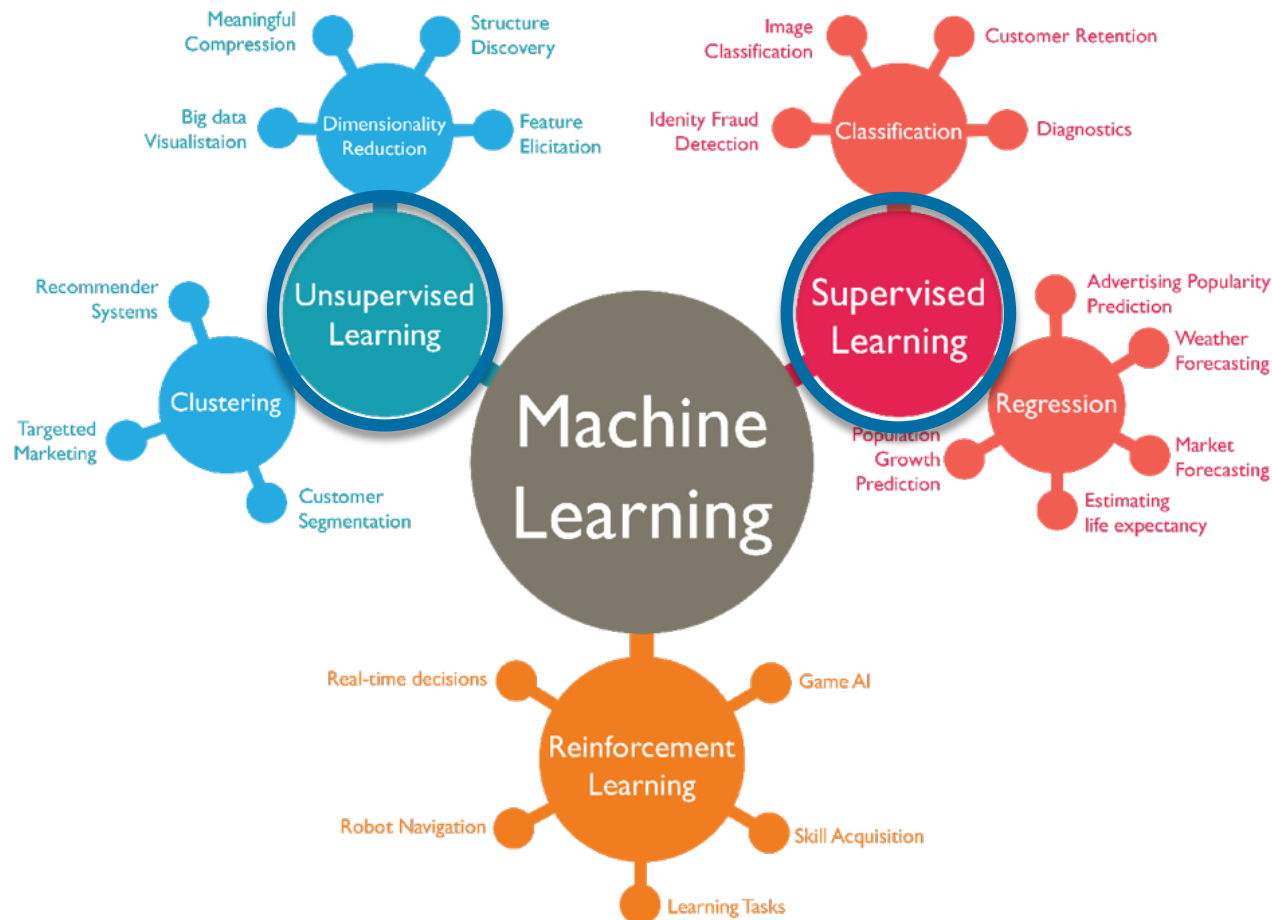 Meaningful
Compression
Structure
Discovery
Big data
Visualistaion
Dimensionality
Reduction
Feature
Elicitation
Image
Classification
Customer Retention
Idenity Fraud
Detection
Classification
Diagnostics
Unsupervised
Learning
Recommender
Systems
Clustering
Targetted
Marketing
Customer
Segmentation
Supervised
Learning
Advertising Popularity
Prediction
Weather
Forecasting
Regression
Population
Growth
Prediction
Market
Forecasting
Estimating
life expectancy
Machine
Learning
Real-time decisions
Game AI
Reinforcement
Learning
Robot Navigation
Skill Acquisition
Learning Tasks